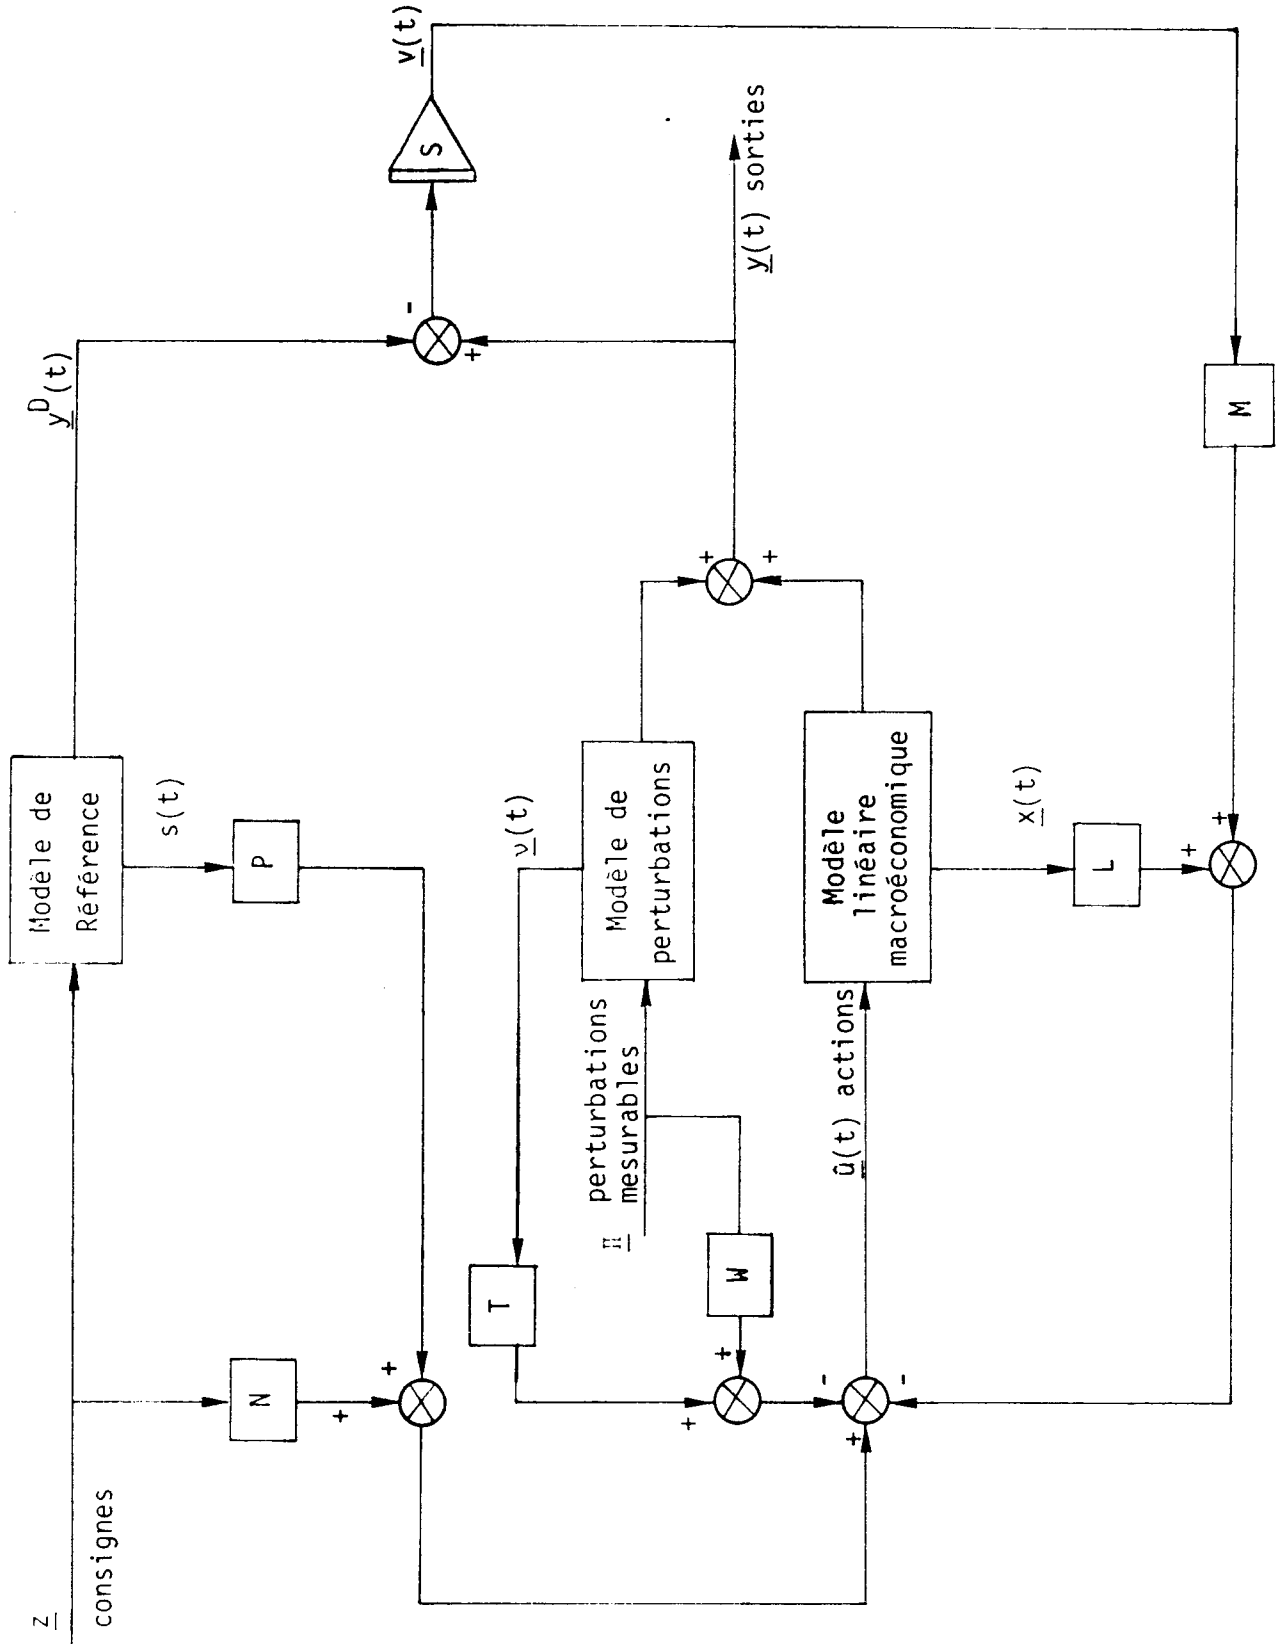 z
consignes
Modèle de
Référence
s(t)
P
N
y^D(t)
-
+
S
v(t)
y(t) sorties
+
+
ν(t)
Modèle de
perturbations
Π perturbations
mesurables
T
W
+
+
+
+
-
-
+
û(t) actions
Modèle
linéaire
macroéconomique
x(t)
L
+
+
M